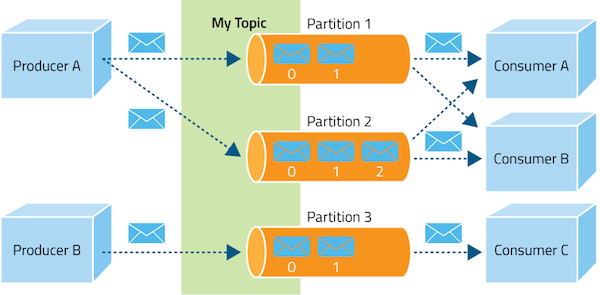 My Topic
Partition 1
Producer A
0 1
Consumer A
Partition 2
0 1 2
Consumer B
Partition 3
Producer B
0 1
Consumer C